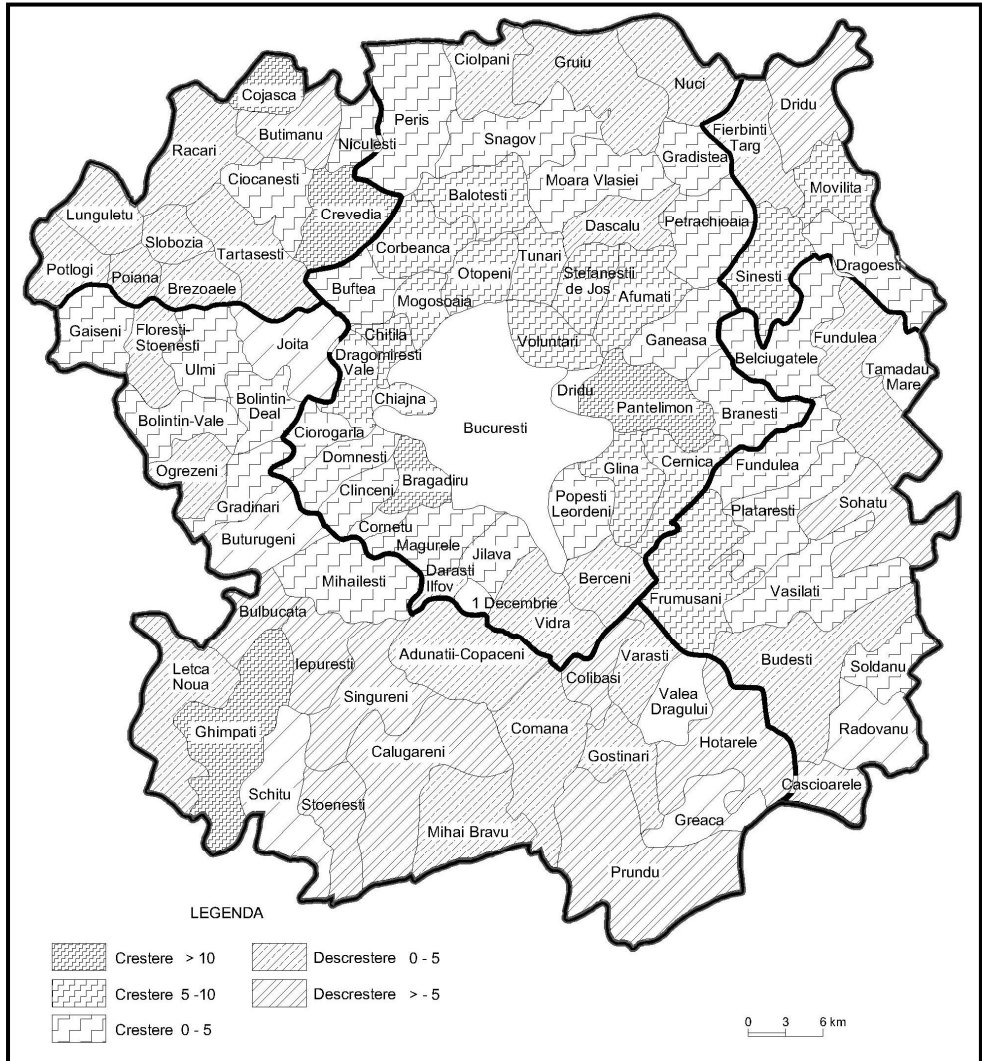 Ciolpani
Gruiu
Nuci
Cojasca
Dridu
Peris
Butimanu
Fierbinti
Targ
Racari
Niculesti
Snagov
Gradistea
Ciocanesti
Moara Vlasiei
Movilita
Balotesti
Lunguletu
Crevedia
Dascalu
Petrachioaia
Slobozia
Corbeanca
Tartasesti
Tunari
Dragoesti
Potlogi
Poiana
Otopeni
Stefanestii
de Jos
Sinesti
Brezoaele
Buftea
Afumati
Mogosoaia
Gaiseni
Floresti-
Stoenesti
Chitila
Ganeasa
Fundulea
Joita
Voluntari
Dragomiresti
Vale
Belciugatele
Ulmi
Tamadau
Mare
Dridu
Bolintin-
Deal
Chiajna
Pantelimon
Branesti
Bolintin-Vale
Bucuresti
Ciorogarla
Domnesti
Cernica
Fundulea
Ogrezeni
Glina
Bragadiru
Clinceni
Popesti
Leordeni
Sohatu
Gradinari
Plataresti
Cornetu
Buturugeni
Magurele
Jilava
Darasti
Ilfov
Mihailesti
Berceni
Frumusani
Vasilati
1 Decembrie
Bulbucata
Vidra
Adunatii-Copaceni
Varasti
Iepuresti
Budesti
Letca
Noua
Soldanu
Colibasi
Singureni
Valea
Dragului
Comana
Radovanu
Ghimpati
Hotarele
Calugareni
Gostinari
Cascioarele
Schitu
Stoenesti
Greaca
Mihai Bravu
Prundu
LEGENDA
Crestere > 10
Descrestere 0 - 5
Crestere 5 -10
Descrestere > - 5
Crestere 0 - 5
0 3 6 km